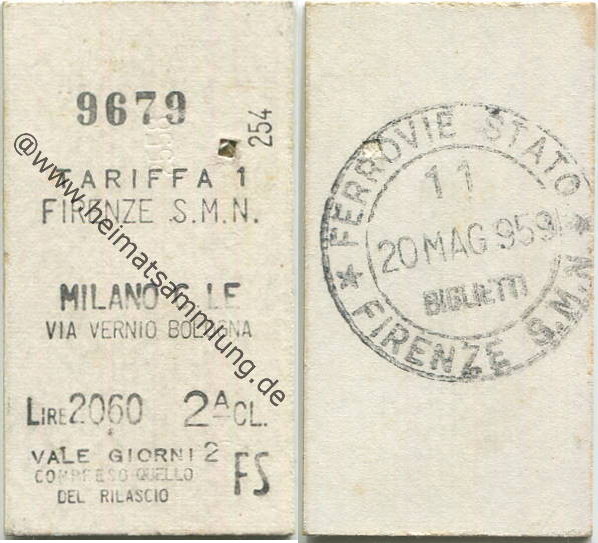 9679
254
TARIFFA 1
FIRENZE S.M.N.
MILANO C.LE
VIA VERNIO BOLOGNA
LIRE 2060 2A CL.
VALE GIORNI 2
COMPRESO QUELLO
DEL RILASCIO
FS
@www.heimatsammlung.de
★ FERROVIE STATO ★
11
20 MAG 959
BIGLIETTI
FIRENZE S.M.N.